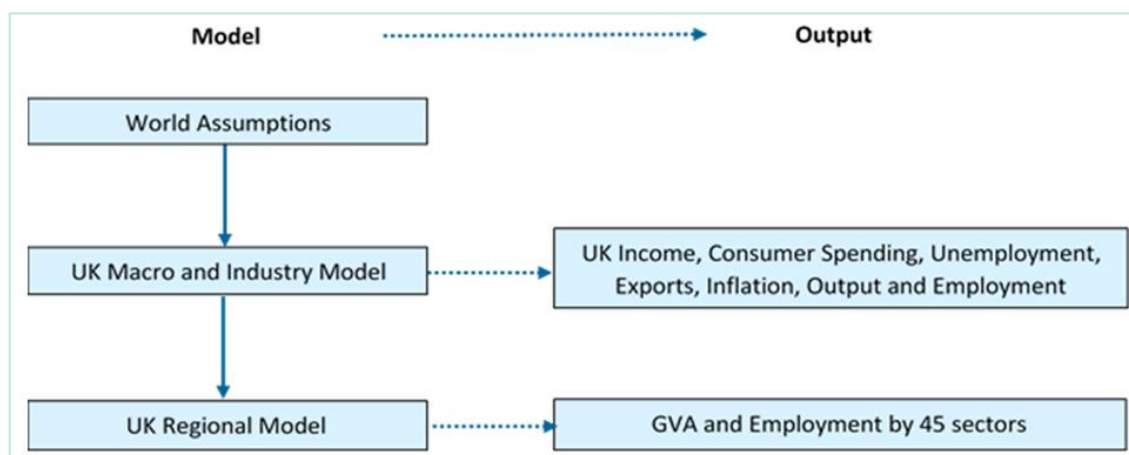 Model
Output
World Assumptions
UK Macro and Industry Model
UK Income, Consumer Spending, Unemployment,
Exports, Inflation, Output and Employment
UK Regional Model
GVA and Employment by 45 sectors